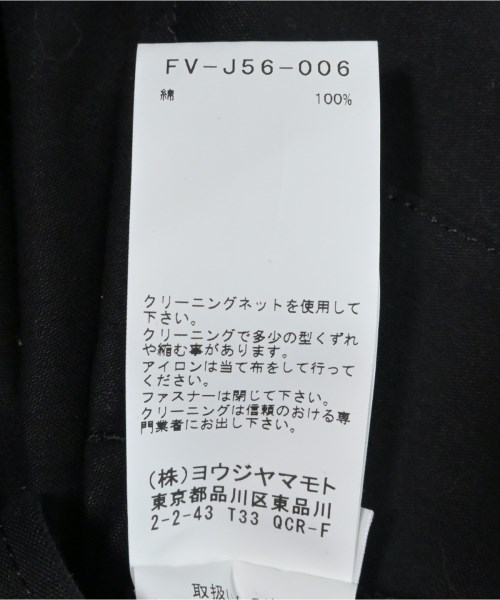 FV-J56-006
綿 100%
クリーニングネットを使用して
下さい。
クリーニングで多少の型くずれ
や縮む事があります。
アイロンは当て布をして行って
ください。
ファスナーは閉じて下さい。
クリーニングは信頼のおける専
門業者にお出し下さい。
(株)ヨウジヤマモト
東京都品川区東品川
2-2-43 T33 QCR-F
取扱い